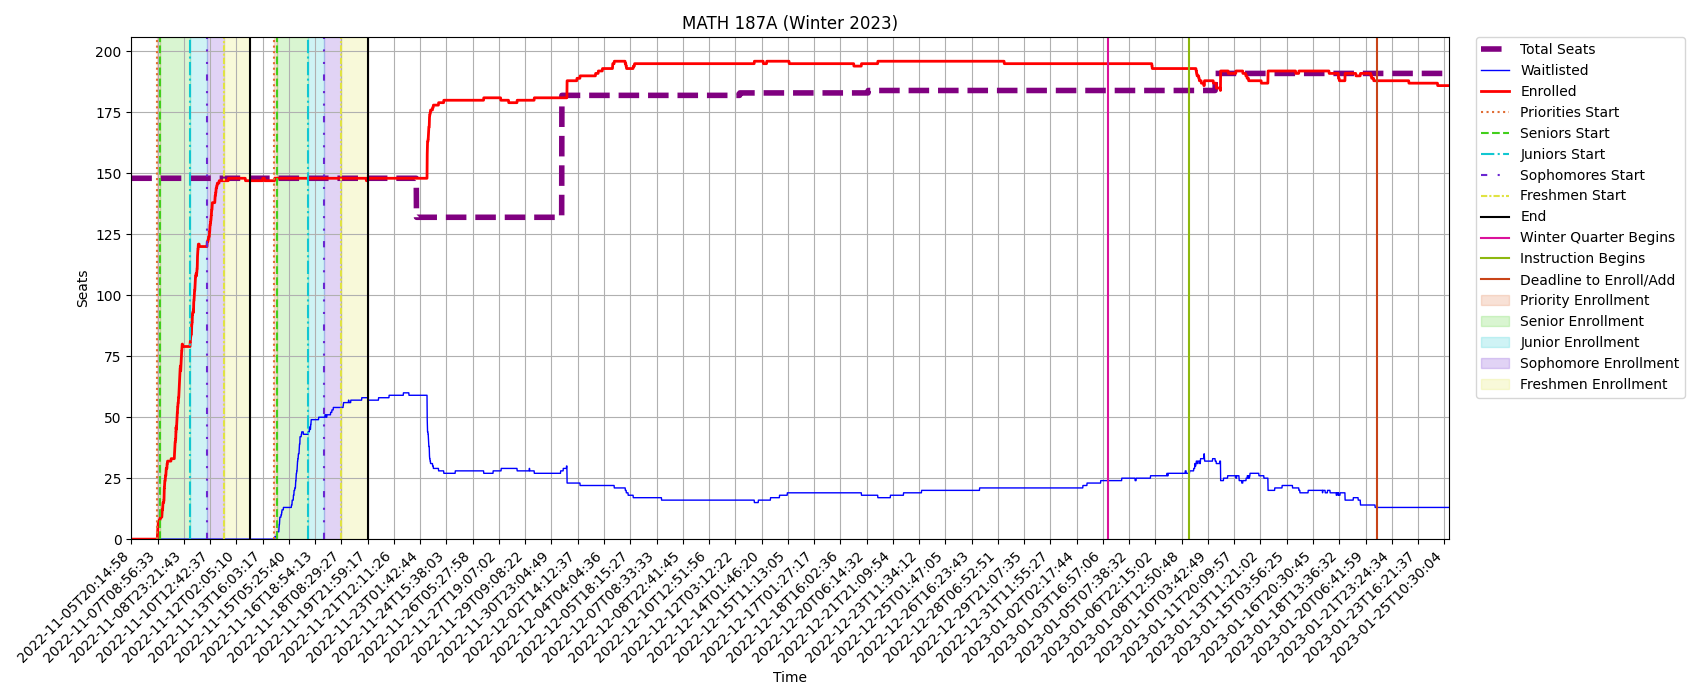 MATH 187A (Winter 2023)
Seats
200
175
150
125
100
75
50
25
0
2022-11-05T20:14:58
2022-11-07T08:56:33
2022-11-08T23:21:43
2022-11-10T12:42:37
2022-11-12T02:05:10
2022-11-13T16:03:17
2022-11-15T05:25:40
2022-11-16T18:54:13
2022-11-18T08:29:27
2022-11-19T21:59:17
2022-11-21T12:11:26
2022-11-23T01:42:44
2022-11-24T15:38:03
2022-11-26T05:27:58
2022-11-27T19:07:02
2022-11-29T09:08:22
2022-11-30T23:04:49
2022-12-02T14:12:37
2022-12-04T04:04:36
2022-12-05T18:15:27
2022-12-07T08:33:33
2022-12-08T22:41:45
2022-12-10T12:51:56
2022-12-12T03:12:22
2022-12-14T01:46:20
2022-12-15T11:13:05
2022-12-17T01:27:17
2022-12-18T16:02:36
2022-12-20T06:14:32
2022-12-21T21:09:54
2022-12-23T11:34:12
2022-12-25T01:47:05
2022-12-26T16:23:43
2022-12-28T06:52:51
2022-12-29T21:07:35
2022-12-31T11:55:27
2023-01-02T02:17:44
2023-01-03T16:57:06
2023-01-05T07:38:32
2023-01-06T22:15:02
2023-01-08T12:50:48
2023-01-10T03:42:49
2023-01-11T20:09:57
2023-01-13T11:21:02
2023-01-15T03:56:25
2023-01-16T20:30:45
2023-01-18T13:36:32
2023-01-20T06:41:59
2023-01-21T23:24:34
2023-01-23T16:21:37
2023-01-25T10:30:04
Time
Total Seats
Waitlisted
Enrolled
Priorities Start
Seniors Start
Juniors Start
Sophomores Start
Freshmen Start
End
Winter Quarter Begins
Instruction Begins
Deadline to Enroll/Add
Priority Enrollment
Senior Enrollment
Junior Enrollment
Sophomore Enrollment
Freshmen Enrollment